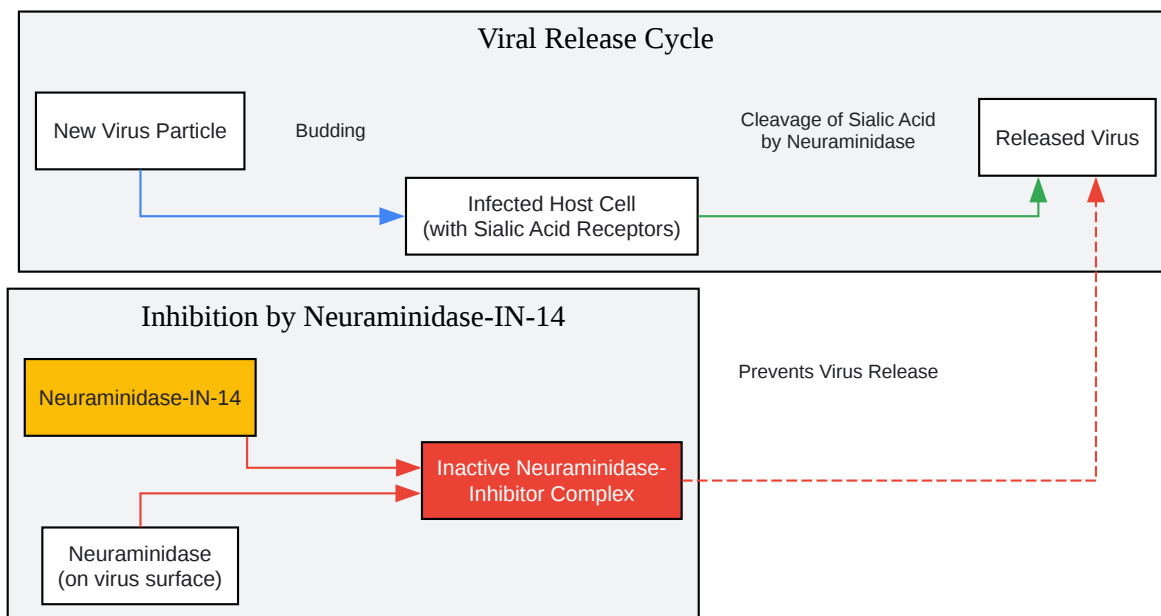 Viral Release Cycle
New Virus Particle
Budding
Cleavage of Sialic Acid
by Neuraminidase
Released Virus
Infected Host Cell
(with Sialic Acid Receptors)
Inhibition by Neuraminidase-IN-14
Neuraminidase-IN-14
Prevents Virus Release
Inactive Neuraminidase-
Inhibitor Complex
Neuraminidase
(on virus surface)